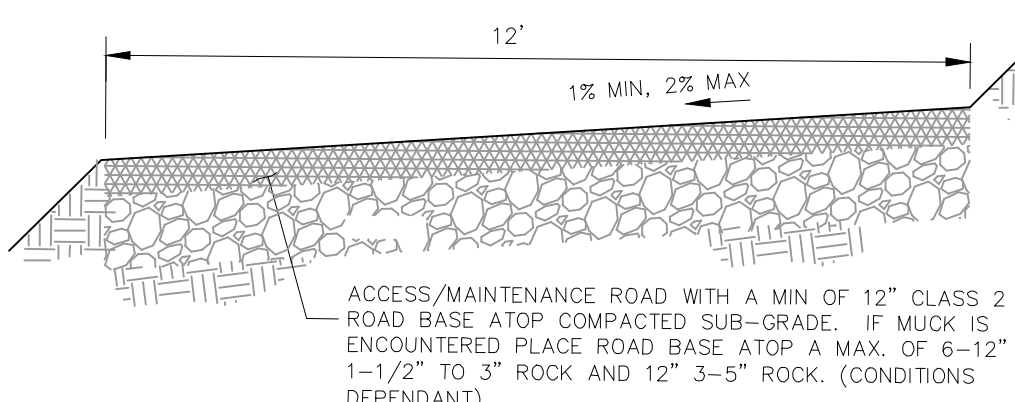 12'
1% MIN, 2% MAX
ACCESS/MAINTENANCE ROAD WITH A MIN OF 12" CLASS 2
ROAD BASE ATOP COMPACTED SUB-GRADE. IF MUCK IS
ENCOUNTERED PLACE ROAD BASE ATOP A MAX. OF 6-12"
1-1/2" TO 3" ROCK AND 12" 3-5" ROCK. (CONDITIONS
DEPENDANT)